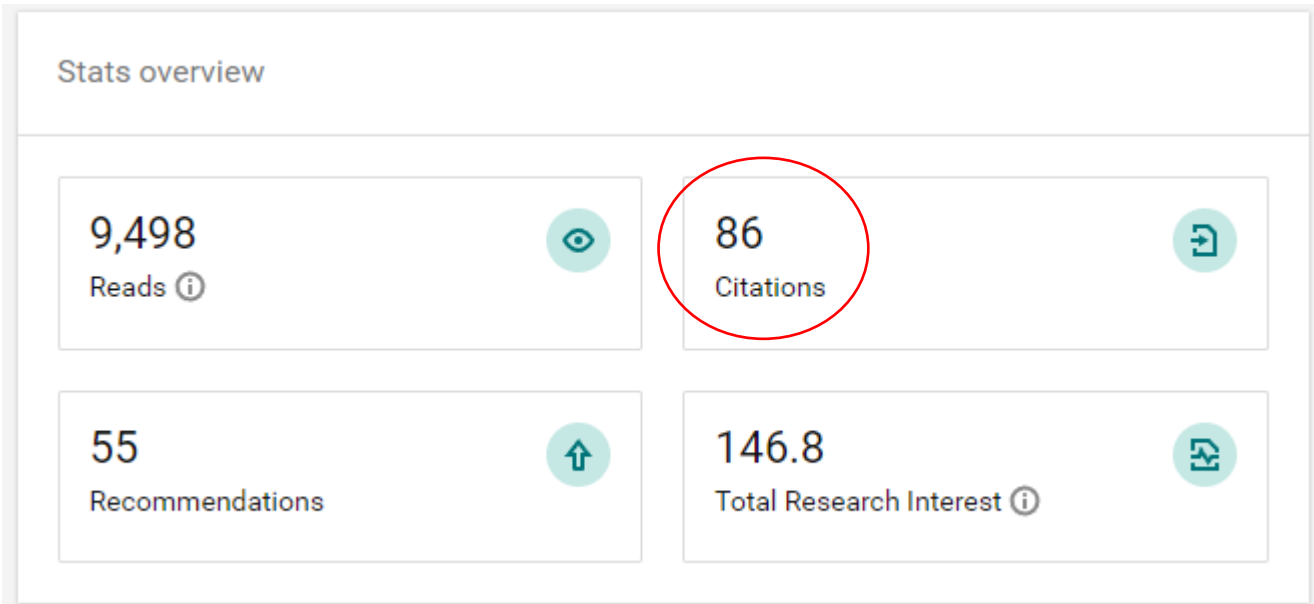 Stats overview
9,498
Reads
86
Citations
55
Recommendations
146.8
Total Research Interest